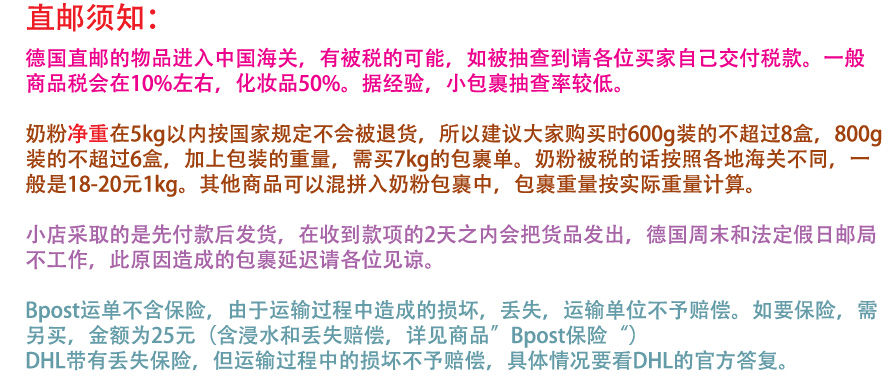 直邮须知：
德国直邮的物品进入中国海关，有被税的可能，如被抽查到请各位买家自己交付税款。一般
商品税会在10%左右，化妆品50%。据经验，小包裹抽查率较低。
奶粉净重在5kg以内按国家规定不会被退货，所以建议大家购买时600g装的不超过8盒，800g
装的不超过6盒，加上包装的重量，需买7kg的包裹单。奶粉被税的话按照各地海关不同，一
般是18-20元1kg。其他商品可以混拼入奶粉包裹中，包裹重量按实际重量计算。
小店采取的是先付款后发货，在收到款项的2天之内会把货品发出，德国周末和法定假日邮局
不工作，此原因造成的包裹延迟请各位见谅。
Bpost运单不含保险，由于运输过程中造成的损坏，丢失，运输单位不予赔偿。如要保险，需
另买，金额为25元（含浸水和丢失赔偿，详见商品”Bpost保险“）
DHL带有丢失保险，但运输过程中的损坏不予赔偿，具体情况要看DHL的官方答复。